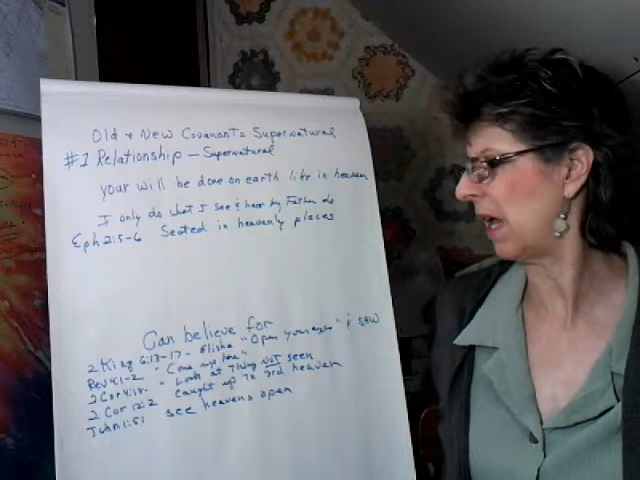 Old + New Covenant = Supernatural
#1 Relationship – Supernatural
your will be done on earth like in heaven
I only do what I see & hear my Father do
Eph 2:5-6 Seated in heavenly places
Can believe for
2 King 6:13-17 - Elisha "Open your eyes" & saw
Rev 4:1-2 "Come up here"
2 Cor 4:18 - "Look at Thing Not seen
2 Cor 12:2 caught up to 3rd heaven
John 1:51 see heavens open